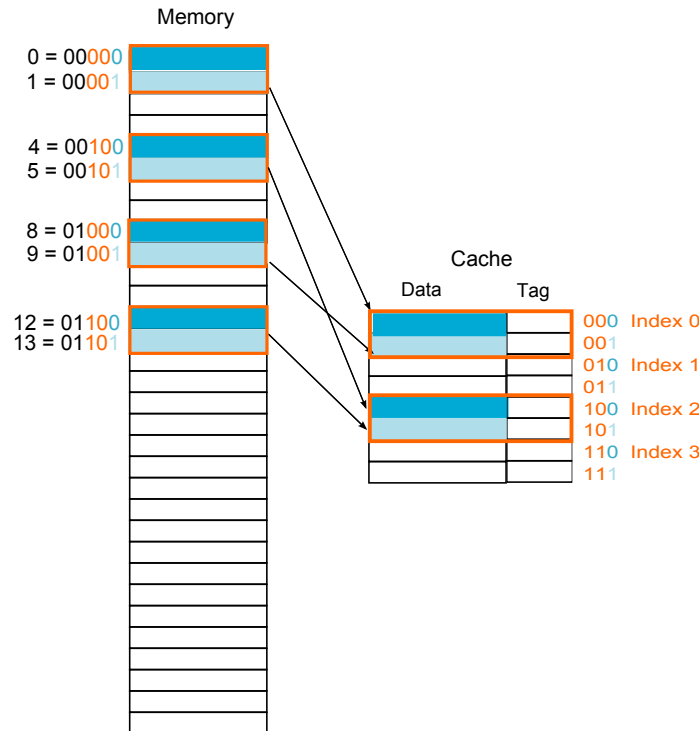 Memory
0 = 00000
1 = 00001
4 = 00100
5 = 00101
8 = 01000
9 = 01001
12 = 01100
13 = 01101
Cache
Data Tag
000 Index 0
001
010 Index 1
011
100 Index 2
101
110 Index 3
111